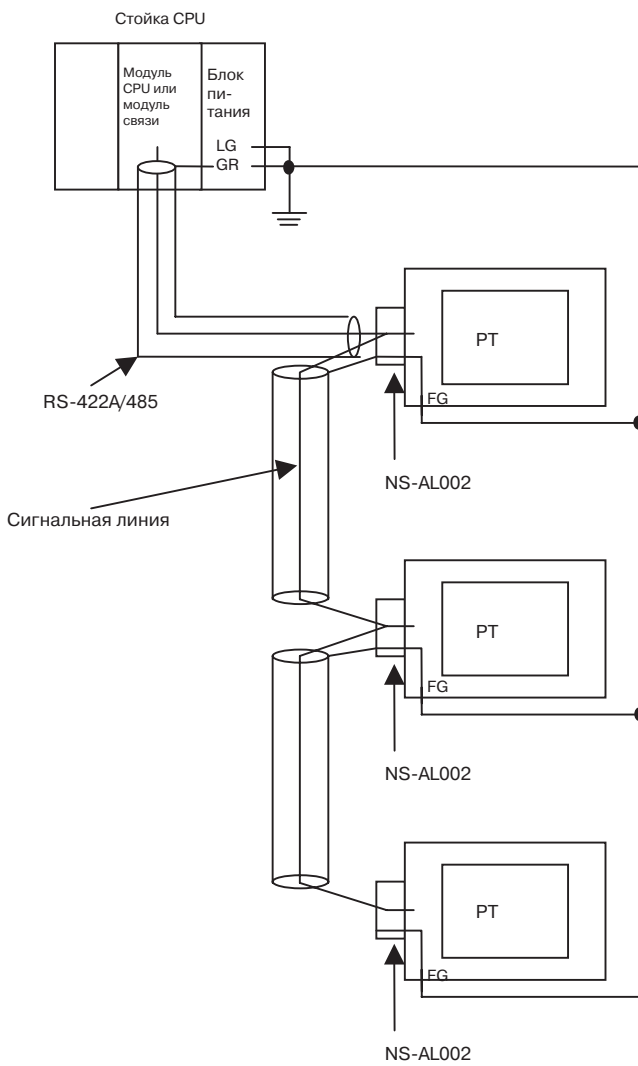 Стойка CPU
Модуль
CPU или
модуль
связи
Блок
пи-
тания
LG
GR
PT
FG
RS-422A/485
NS-AL002
Сигнальная линия
PT
FG
NS-AL002
PT
FG
NS-AL002